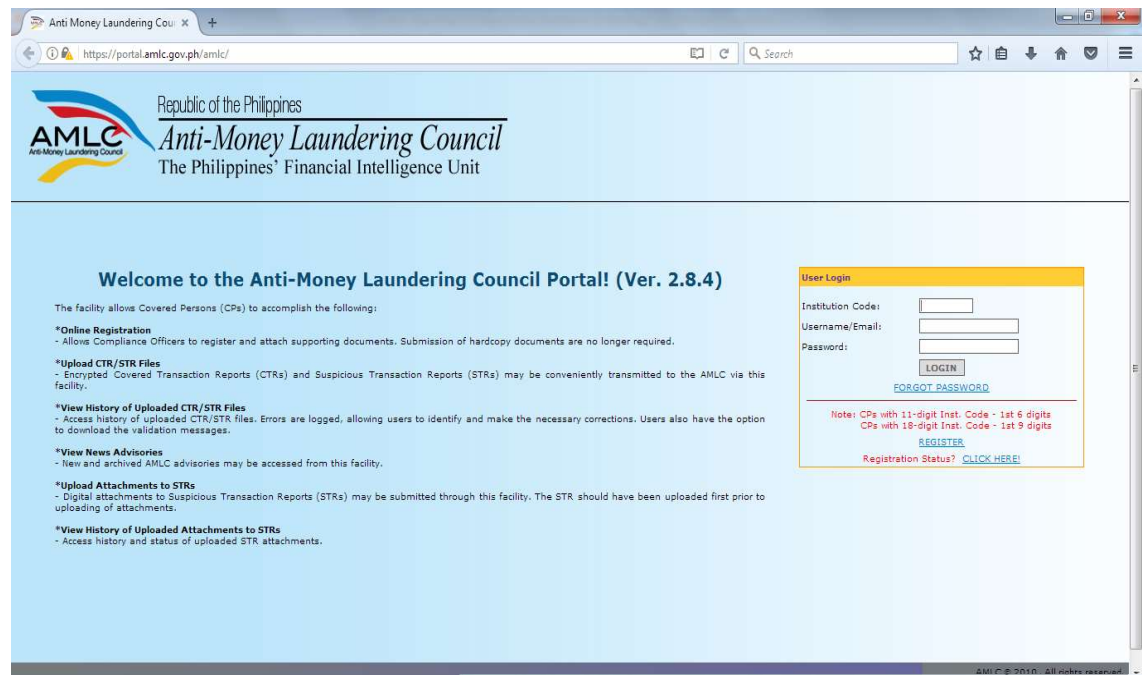 Anti Money Laundering Cou
https://portal.amlc.gov.ph/amlc/
Search
AMLC
Anti-Money Laundering Council
Republic of the Philippines
Anti-Money Laundering Council
The Philippines' Financial Intelligence Unit
Welcome to the Anti-Money Laundering Council Portal! (Ver. 2.8.4)
The facility allows Covered Persons (CPs) to accomplish the following:
*Online Registration
- Allows Compliance Officers to register and attach supporting documents. Submission of hardcopy documents are no longer required.
*Upload CTR/STR Files
- Encrypted Covered Transaction Reports (CTRs) and Suspicious Transaction Reports (STRs) may be conveniently transmitted to the AMLC via this
facility.
*View History of Uploaded CTR/STR Files
- Access history of uploaded CTR/STR files. Errors are logged, allowing users to identify and make the necessary corrections. Users also have the option
to download the validation messages.
*View News Advisories
- New and archived AMLC advisories may be accessed from this facility.
*Upload Attachments to STRs
- Digital attachments to Suspicious Transaction Reports (STRs) may be submitted through this facility. The STR should have been uploaded first prior to
uploading of attachments.
*View History of Uploaded Attachments to STRs
- Access history and status of uploaded STR attachments.
User Login
Institution Code:
Username/Email:
Password:
LOGIN
FORGOT PASSWORD
Note: CPs with 11-digit Inst. Code - 1st 6 digits
CPs with 18-digit Inst. Code - 1st 9 digits
REGISTER
Registration Status? CLICK HERE!
AMLC © 2010. All rights reserved